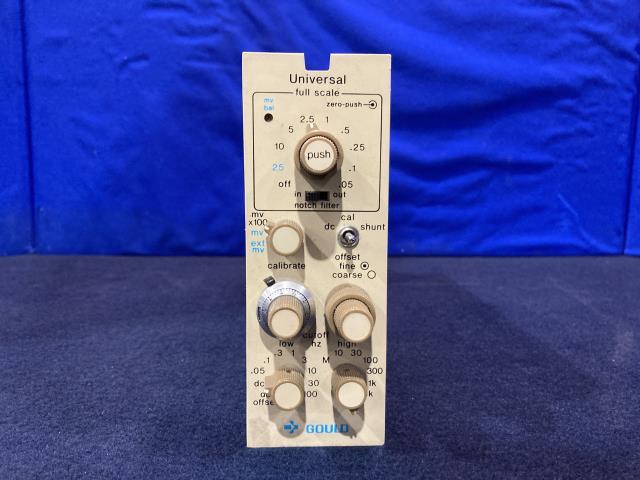 Universal
full scale
mv
bal
zero-push
2.5 1
5 .5
10 push .25
25 .1
off .05
in out
notch filter
mv
x100
mv
ext
mv
cal
dc shunt
calibrate
offset
fine
coarse
cutoff
low hz high
.3 1 10 30
.1 3 M 100
.05 10 300
dc 30 1k
offset 100 k
GOULD